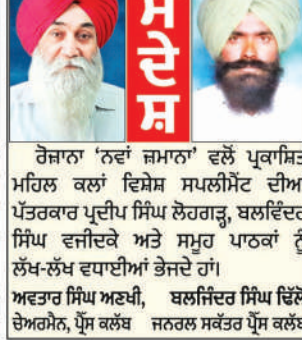 ਸੰਦੇਸ਼
ਰੋਜ਼ਾਨਾ ‘ਨਵਾਂ ਜ਼ਮਾਨਾ’ ਵਲੋਂ ਪ੍ਰਕਾਸ਼ਿਤ
ਮਹਿਲ ਕਲਾਂ ਵਿਸ਼ੇਸ਼ ਸਪਲੀਮੈਂਟ ਦੀਆਂ
ਪੱਤਰਕਾਰ ਪ੍ਰਦੀਪ ਸਿੰਘ ਲੋਹਗੜ੍ਹ, ਬਲਵਿੰਦਰ
ਸਿੰਘ ਵਜੀਦਕੇ ਅਤੇ ਸਮੂਹ ਪਾਠਕਾਂ ਨੂੰ
ਲੱਖ-ਲੱਖ ਵਧਾਈਆਂ ਭੇਜਦੇ ਹਾਂ।
ਅਵਤਾਰ ਸਿੰਘ ਅਣਖੀ, ਬਲਜਿੰਦਰ ਸਿੰਘ ਢਿੱਲੋਂ
ਚੇਅਰਮੈਨ, ਪ੍ਰੈੱਸ ਕਲੱਬ ਜਨਰਲ ਸਕੱਤਰ ਪ੍ਰੈੱਸ ਕਲੱਬ